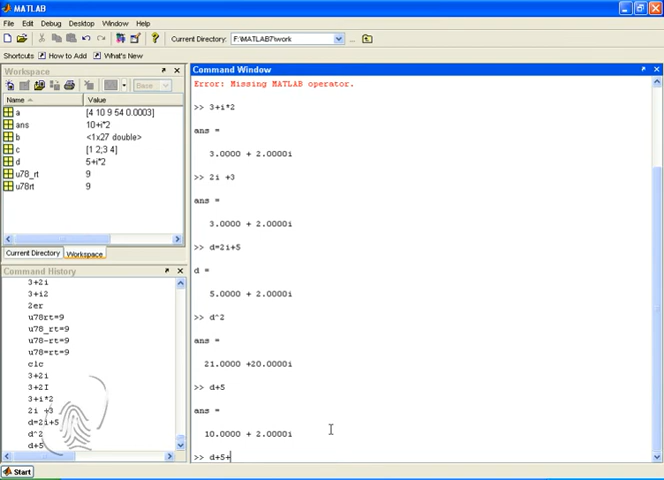 MATLAB
File Edit Debug Desktop Window Help
Current Directory: F:\MATLAB7\work
Shortcuts How to Add What's New
Workspace
Base
Name Value
a [4 10 9 54 0.0003]
ans 10+i*2
b <1x27 double>
c [1 2;3 4]
d 5+i*2
u78_rt 9
u78rt 9
Current Directory Workspace
Command History
3+2i
3+i2
2er
u78rt=9
u78_rt=9
u78-rt=9
u78=rt=9
clc
3+2i
3+2I
3+i*2
2i +3
d=2i+5
d^2
d+5
Command Window
Error: Missing MATLAB operator.
>> 3+i*2
ans =
3.0000 + 2.0000i
>> 2i +3
ans =
3.0000 + 2.0000i
>> d=2i+5
d =
5.0000 + 2.0000i
>> d^2
ans =
21.0000 +20.0000i
>> d+5
ans =
10.0000 + 2.0000i
>> d+5+
Start